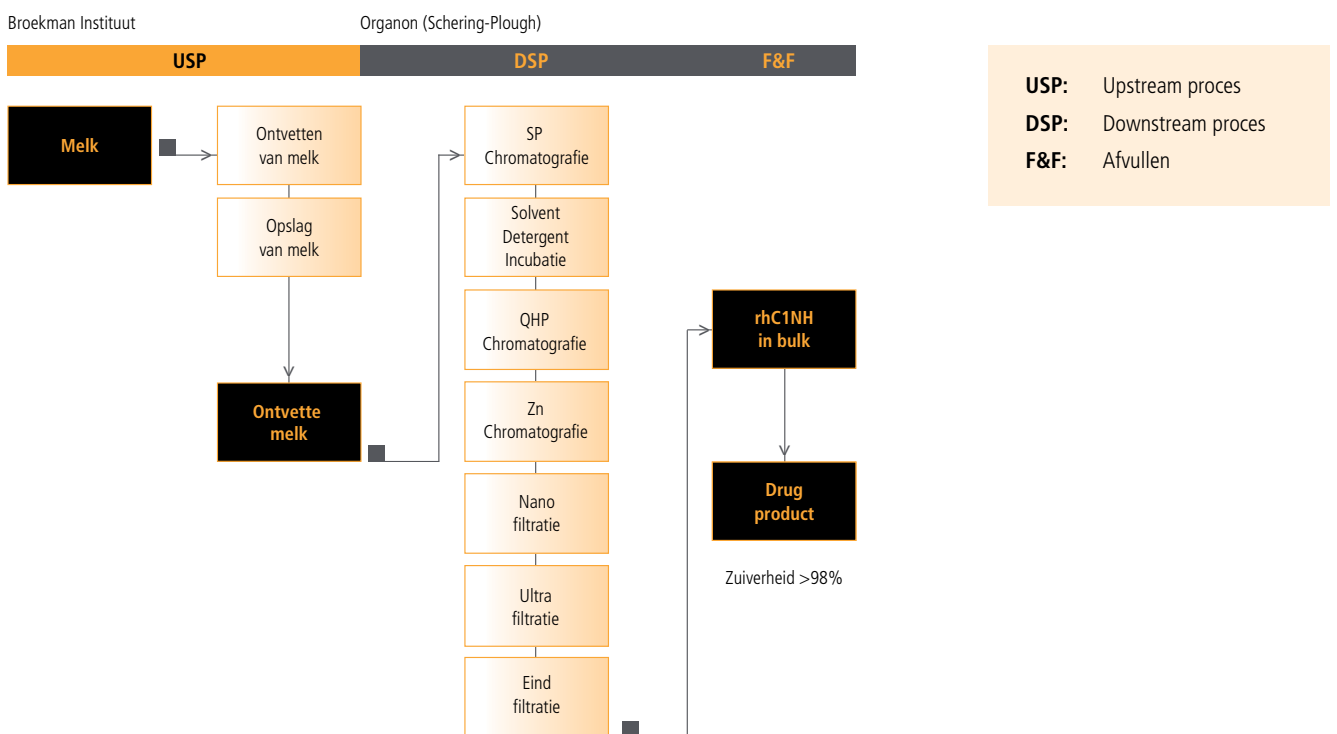 Broekman Instituut
Organon (Schering-Plough)
USP
DSP
F&F
Melk
Ontvetten
van melk
Opslag
van melk
Ontvette
melk
SP
Chromatografie
Solvent
Detergent
Incubatie
QHP
Chromatografie
Zn
Chromatografie
Nano
filtratie
Ultra
filtratie
Eind
filtratie
rhC1NH
in bulk
Drug
product
Zuiverheid >98%
USP: Upstream proces
DSP: Downstream proces
F&F: Afvullen